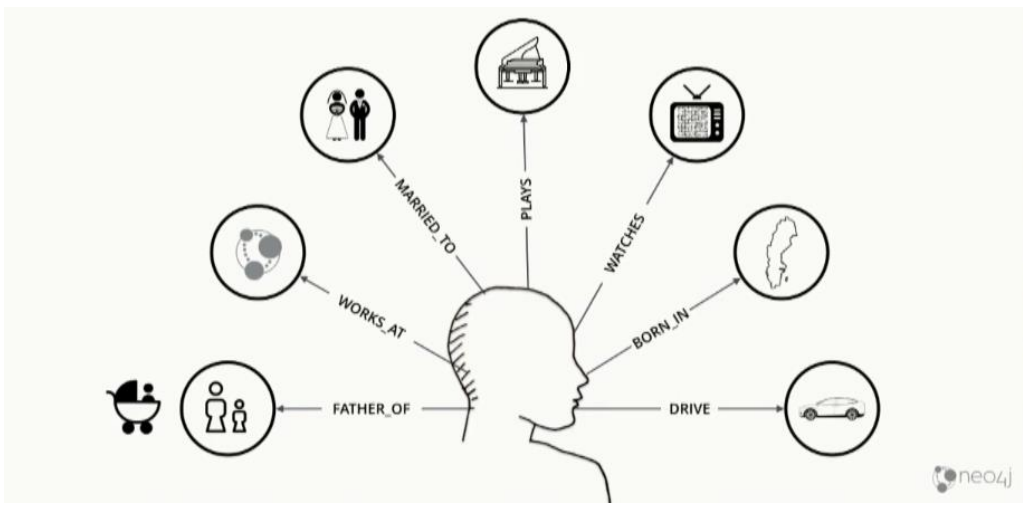 PLAYS
MARRIED_TO
WATCHES
WORKS_AT
BORN_IN
FATHER_OF
DRIVE
neo4j